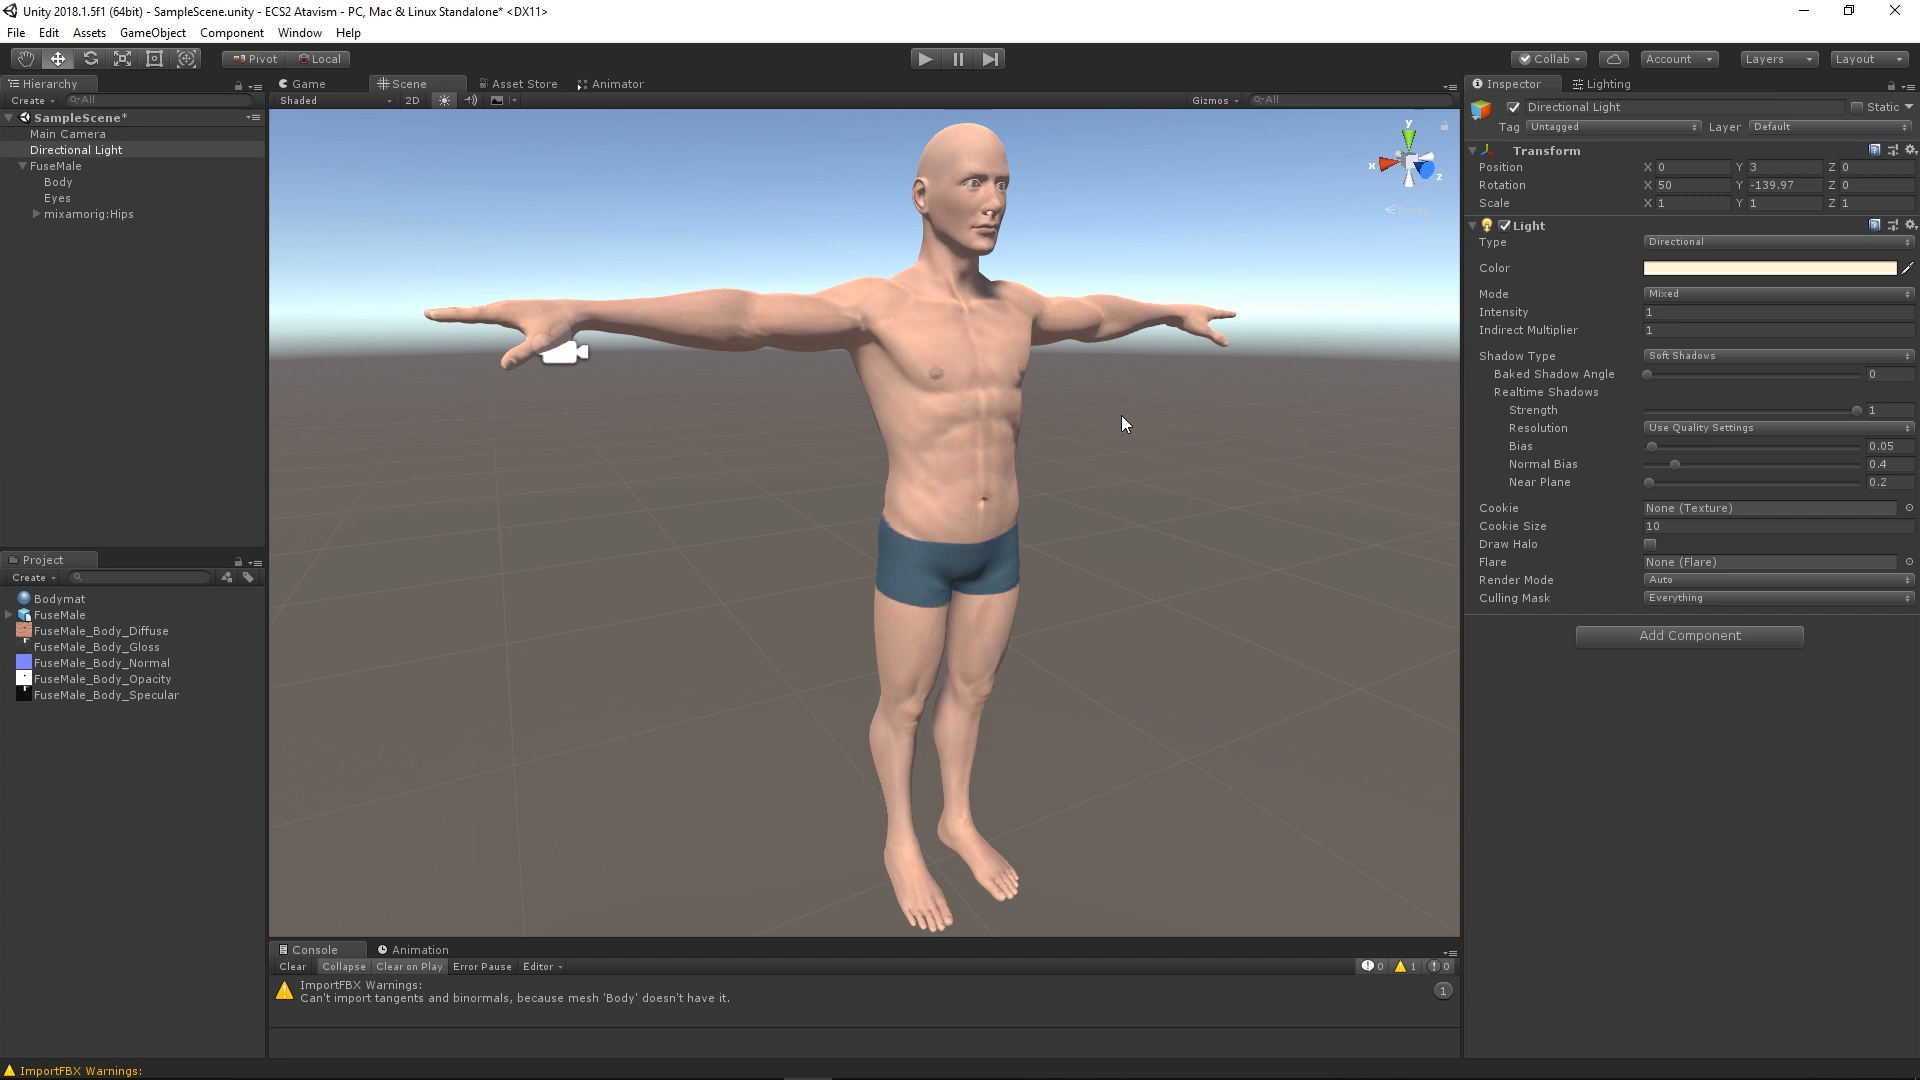 Unity 2018.1.5f1 (64bit) - SampleScene.unity - ECS2 Atavism - PC, Mac & Linux Standalone* <DX11>
File Edit Assets GameObject Component Window Help
Pivot Local
Collab Account Layers Layout
Hierarchy
Create All
SampleScene*
Main Camera
Directional Light
FuseMale
Body
Eyes
mixamorig:Hips
Project
Create
Bodymat
FuseMale
FuseMale_Body_Diffuse
FuseMale_Body_Gloss
FuseMale_Body_Normal
FuseMale_Body_Opacity
FuseMale_Body_Specular
Game Scene Asset Store Animator
Shaded 2D Gizmos All
y
x
z
Persp
Console Animation
Clear Collapse Clear on Play Error Pause Editor 0 1 0
ImportFBX Warnings:
Can't import tangents and binormals, because mesh 'Body' doesn't have it.
1
Inspector Lighting
Directional Light Static
Tag Untagged Layer Default
Transform
Position X 0 Y 3 Z 0
Rotation X 50 Y -139.97 Z 0
Scale X 1 Y 1 Z 1
Light
Type Directional
Color
Mode Mixed
Intensity 1
Indirect Multiplier 1
Shadow Type Soft Shadows
Baked Shadow Angle 0
Realtime Shadows
Strength 1
Resolution Use Quality Settings
Bias 0.05
Normal Bias 0.4
Near Plane 0.2
Cookie None (Texture)
Cookie Size 10
Draw Halo
Flare None (Flare)
Render Mode Auto
Culling Mask Everything
Add Component
ImportFBX Warnings: